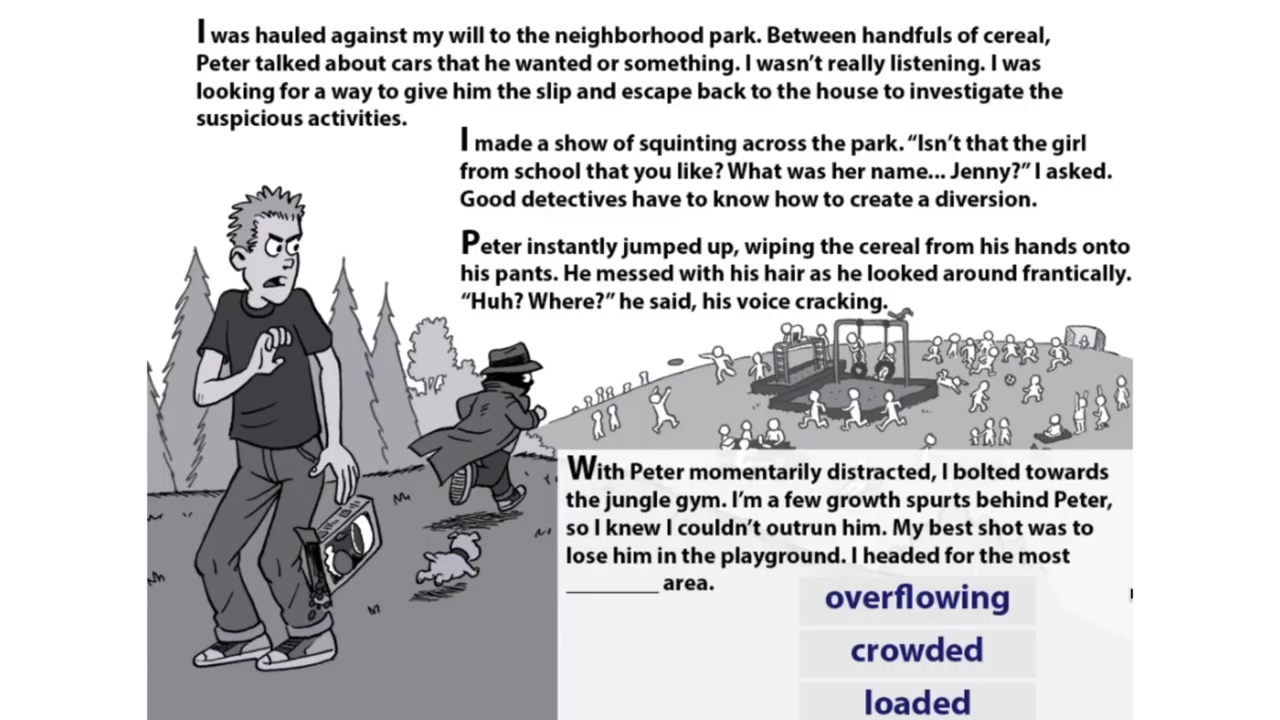 I was hauled against my will to the neighborhood park. Between handfuls of cereal,
Peter talked about cars that he wanted or something. I wasn't really listening. I was
looking for a way to give him the slip and escape back to the house to investigate the
suspicious activities.
I made a show of squinting across the park. “Isn't that the girl
from school that you like? What was her name... Jenny?” I asked.
Good detectives have to know how to create a diversion.
Peter instantly jumped up, wiping the cereal from his hands onto
his pants. He messed with his hair as he looked around frantically.
“Huh? Where?” he said, his voice cracking.
With Peter momentarily distracted, I bolted towards
the jungle gym. I'm a few growth spurts behind Peter,
so I knew I couldn't outrun him. My best shot was to
lose him in the playground. I headed for the most
________ area.
overflowing
crowded
loaded